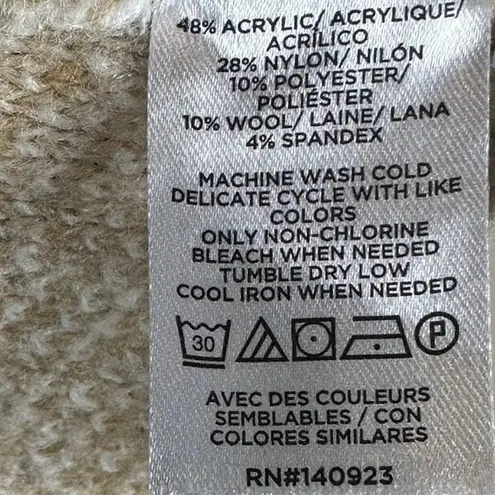 48% ACRYLIC/ ACRYLIQUE/
ACRÍLICO
28% NYLON/ NILÓN
10% POLYESTER/
POLIÉSTER
10% WOOL/ LAINE/ LANA
4% SPANDEX
MACHINE WASH COLD
DELICATE CYCLE WITH LIKE
COLORS
ONLY NON-CHLORINE
BLEACH WHEN NEEDED
TUMBLE DRY LOW
COOL IRON WHEN NEEDED
30 P
AVEC DES COULEURS
SEMBLABLES / CON
COLORES SIMILARES
RN#140923